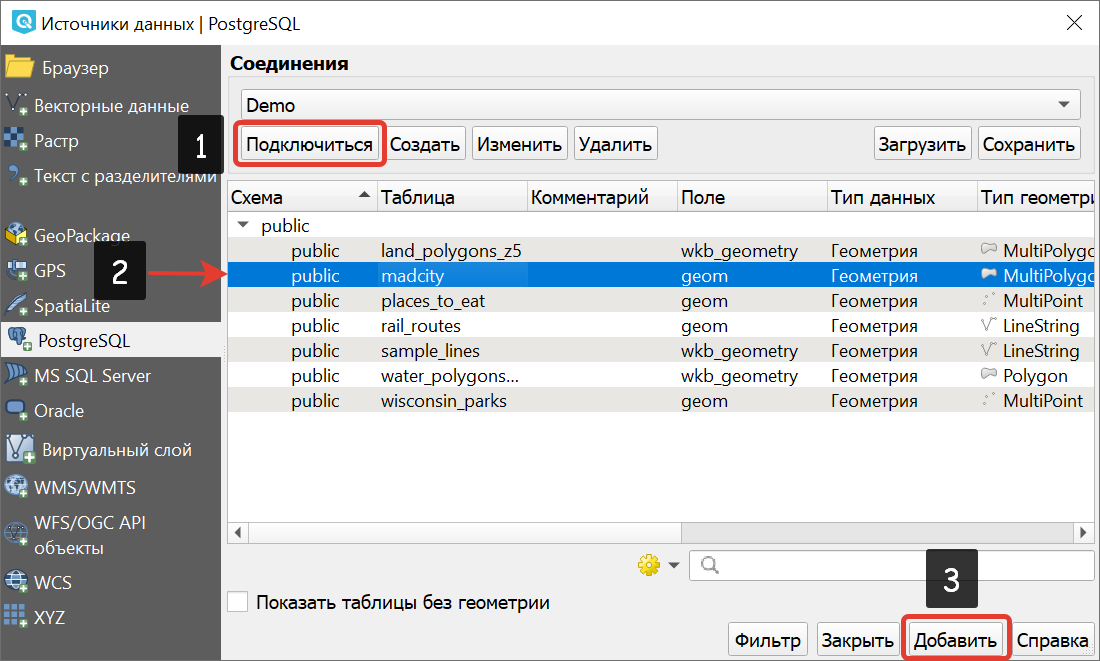 Источники данных | PostgreSQL
Браузер
Векторные данные
Растр
Текст с разделителями
GeoPackage
GPS
SpatiaLite
PostgreSQL
MS SQL Server
Oracle
Виртуальный слой
WMS/WMTS
WFS/OGC API
объекты
WCS
XYZ
Соединения
Demo
1
Подключиться Создать Изменить Удалить Загрузить Сохранить
Схема Таблица Комментарий Поле Тип данных Тип геометри
public
public land_polygons_z5 wkb_geometry Геометрия MultiPolygo
2
public madcity geom Геометрия MultiPolygo
public places_to_eat geom Геометрия MultiPoint
public rail_routes geom Геометрия LineString
public sample_lines wkb_geometry Геометрия LineString
public water_polygons... wkb_geometry Геометрия Polygon
public wisconsin_parks geom Геометрия MultiPoint
Показать таблицы без геометрии
3
Фильтр Закрыть Добавить Справка